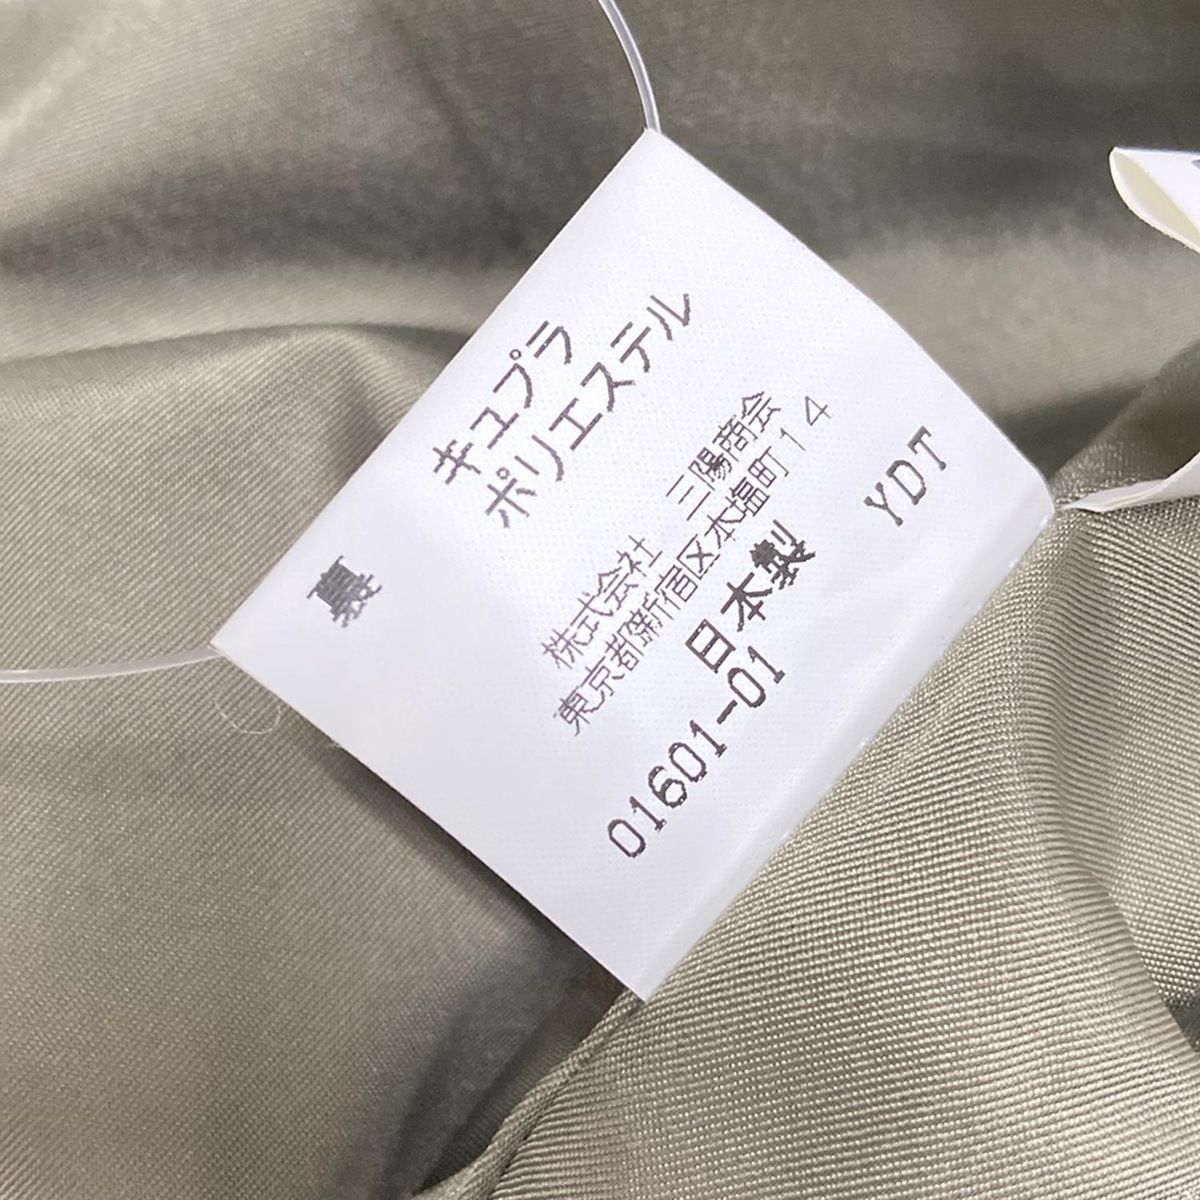 裏
キュプラ
ポリエステル
株式会社 三陽商会
東京都新宿区本塩町14
日本製
01601-01
YDT